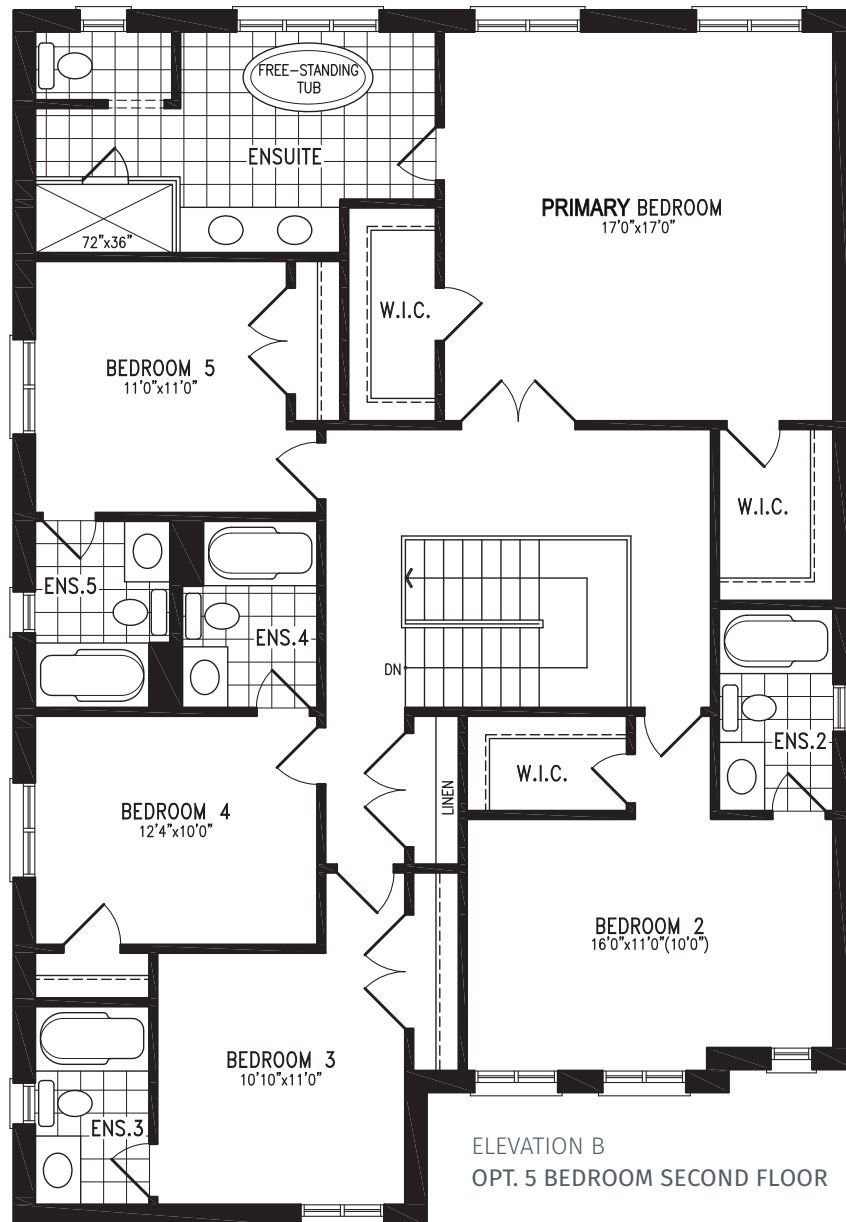 FREE-STANDING
TUB
ENSUITE
72"x36"
PRIMARY BEDROOM
17'0"x17'0"
W.I.C.
BEDROOM 5
11'0"x11'0"
W.I.C.
ENS.5
ENS.4
DN
ENS.2
W.I.C.
LINEN
BEDROOM 4
12'4"x10'0"
BEDROOM 2
16'0"x11'0"(10'0")
BEDROOM 3
10'10"x11'0"
ENS.3
ELEVATION B
OPT. 5 BEDROOM SECOND FLOOR